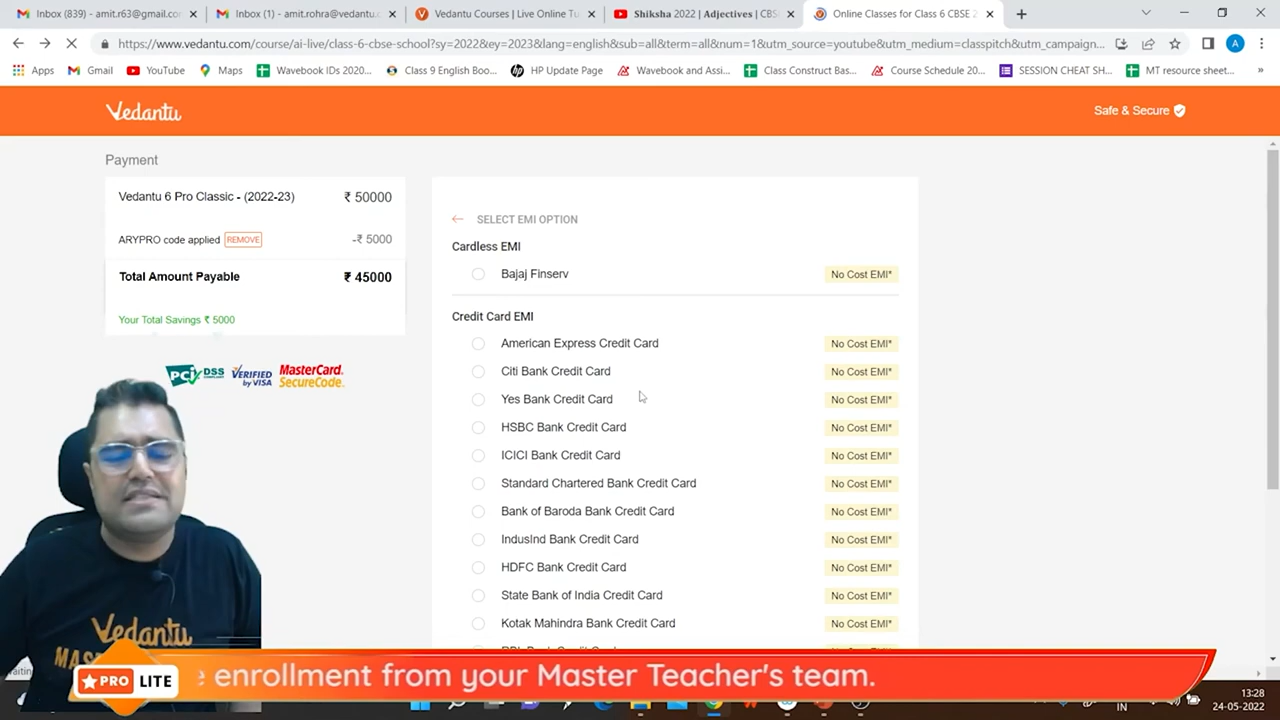 Inbox (839) - amit.r63@gmail.co
Inbox (1) - amit.rohra@vedantu.c
Vedantu Courses | Live Online Tu
Shiksha 2022 | Adjectives | CBS
Online Classes for Class 6 CBSE 2
https://www.vedantu.com/course/ai-live/class-6-cbse-school?sy=2022&ey=2023&lang=english&sub=all&term=all&num=1&utm_source=youtube&utm_medium=classpitch&utm_campaign...
A
Apps
Gmail
YouTube
Maps
Wavebook IDs 2020...
Class 9 English Boo...
HP Update Page
Wavebook and Assi...
Class Construct Bas...
Course Schedule 20...
SESSION CHEAT SH...
MT resource sheet...
»
Vedantu
Safe & Secure
Payment
Vedantu 6 Pro Classic - (2022-23) ₹ 50000
ARYPRO code applied REMOVE -₹ 5000
Total Amount Payable ₹ 45000
Your Total Savings ₹ 5000
PCI DSS COMPLIANT
VERIFIED by VISA
MasterCard. SecureCode.
← SELECT EMI OPTION
Cardless EMI
Bajaj Finserv No Cost EMI*
Credit Card EMI
American Express Credit Card No Cost EMI*
Citi Bank Credit Card No Cost EMI*
Yes Bank Credit Card No Cost EMI*
HSBC Bank Credit Card No Cost EMI*
ICICI Bank Credit Card No Cost EMI*
Standard Chartered Bank Credit Card No Cost EMI*
Bank of Baroda Bank Credit Card No Cost EMI*
IndusInd Bank Credit Card No Cost EMI*
HDFC Bank Credit Card No Cost EMI*
State Bank of India Credit Card No Cost EMI*
Kotak Mahindra Bank Credit Card No Cost EMI*
Vedantu
PRO LITE
enrollment from your Master Teacher's team.
IN
13:28
24-05-2022